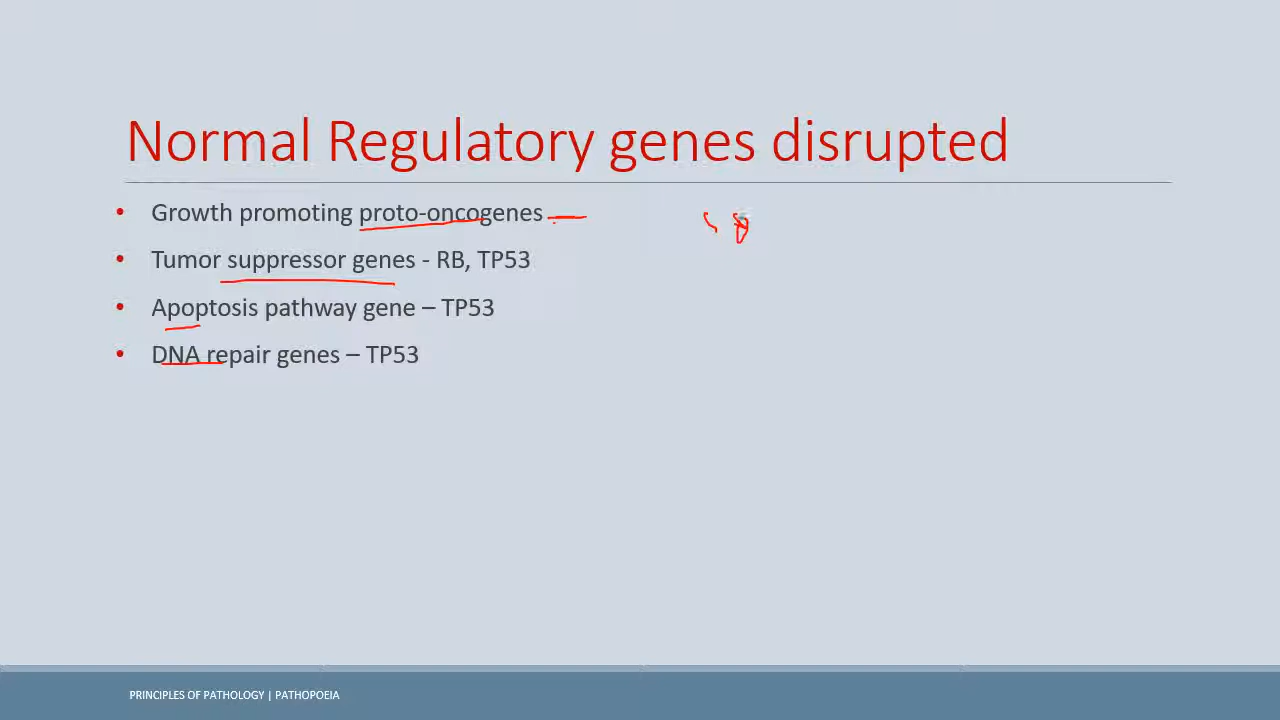 Normal Regulatory genes disrupted
• Growth promoting proto-oncogenes
• Tumor suppressor genes - RB, TP53
• Apoptosis pathway gene – TP53
• DNA repair genes – TP53
PRINCIPLES OF PATHOLOGY | PATHOPOEIA